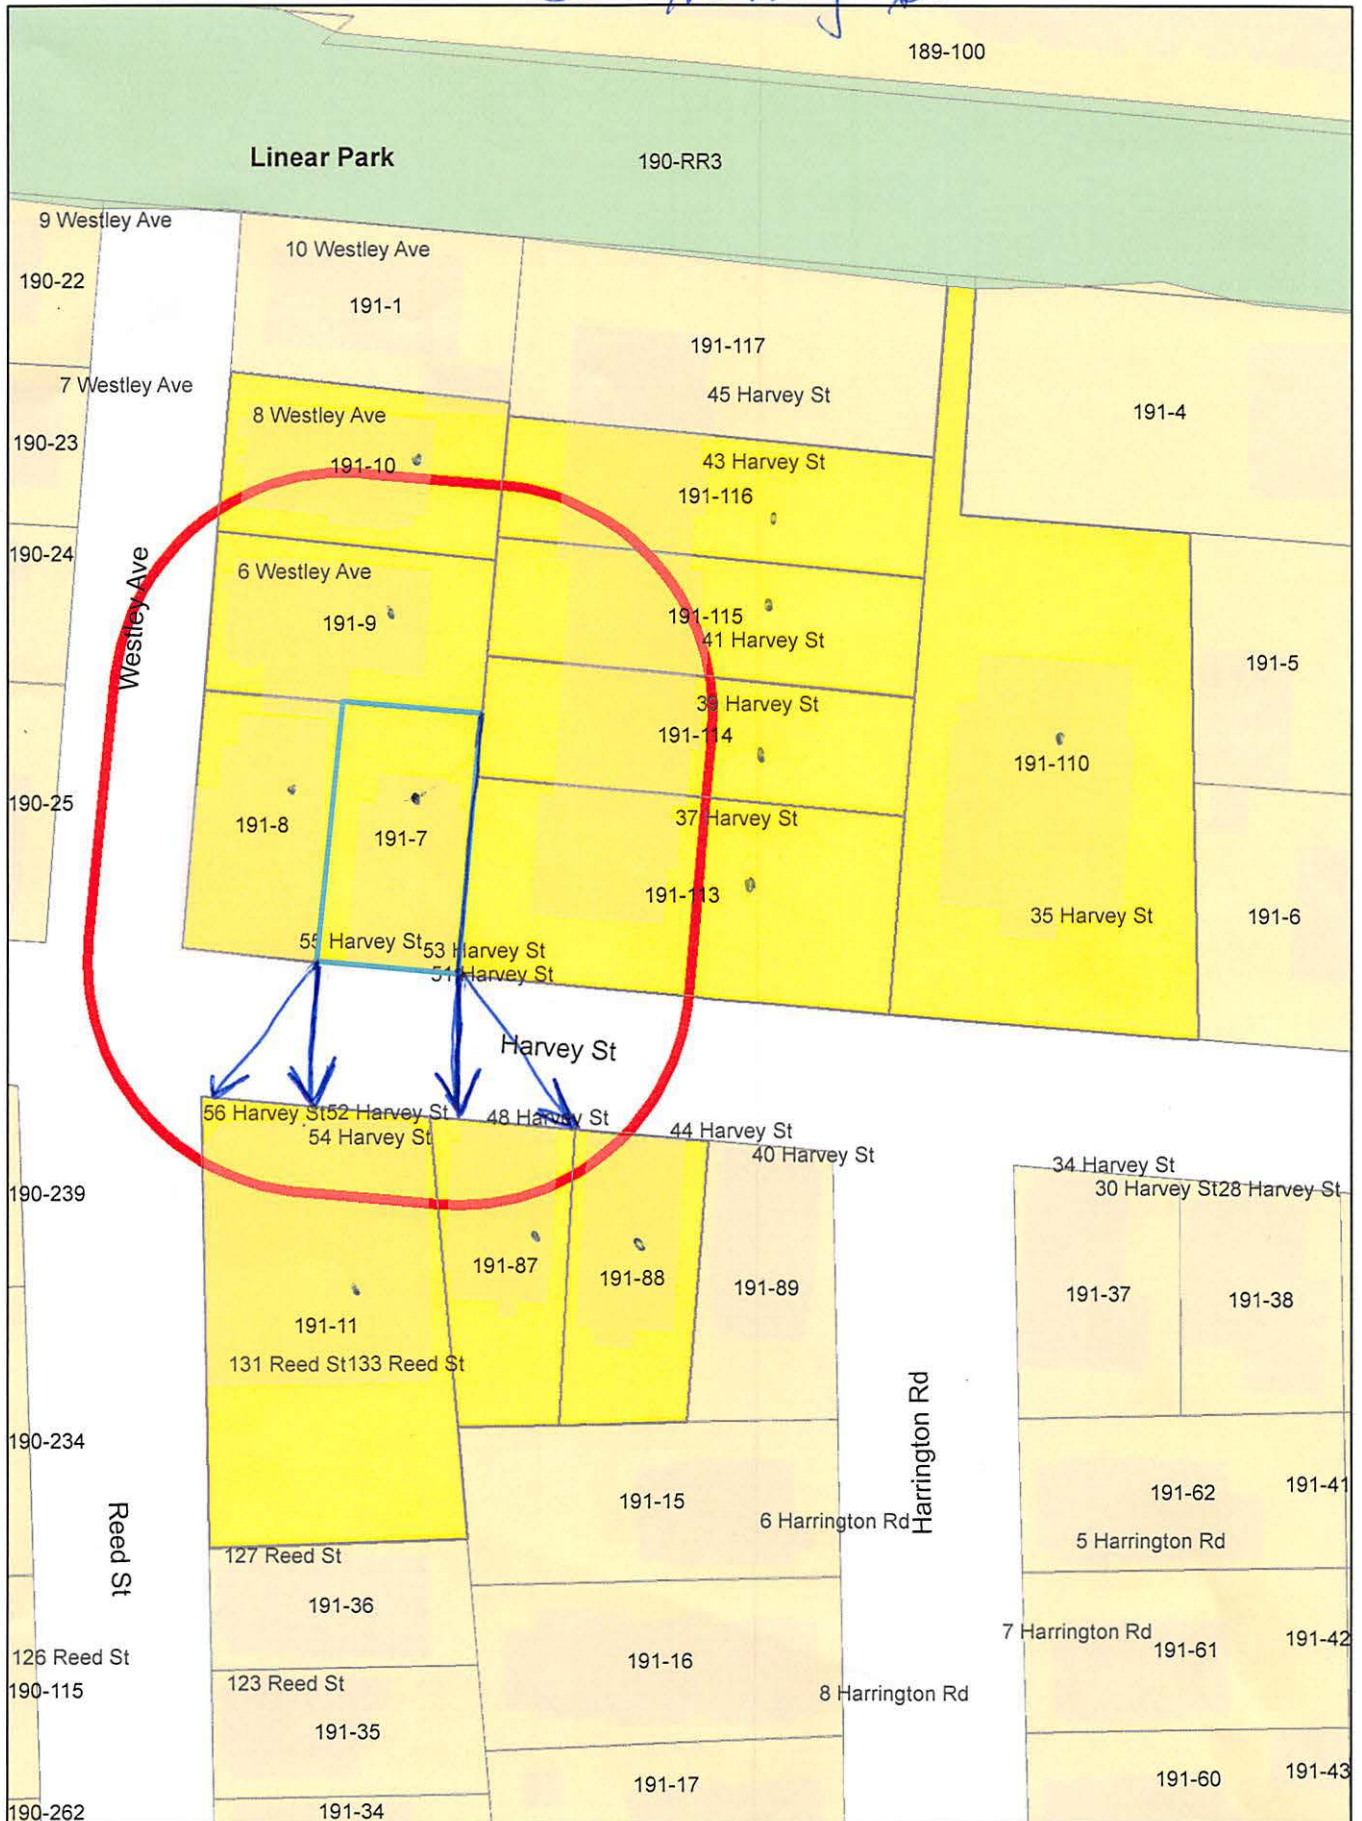 189-100
Linear Park
190-RR3
9 Westley Ave
190-22
10 Westley Ave
191-1
191-117
45 Harvey St
191-4
7 Westley Ave
190-23
8 Westley Ave
191-10
43 Harvey St
191-116
190-24
Westley Ave
6 Westley Ave
191-9
191-115
41 Harvey St
191-5
39 Harvey St
191-114
191-110
190-25
191-8
191-7
37 Harvey St
191-113
35 Harvey St
191-6
55 Harvey St
53 Harvey St
51 Harvey St
Harvey St
56 Harvey St
52 Harvey St
54 Harvey St
48 Harvey St
44 Harvey St
40 Harvey St
34 Harvey St
30 Harvey St
28 Harvey St
190-239
191-87
191-88
191-89
191-37
191-38
191-11
131 Reed St
133 Reed St
190-234
Harrington Rd
191-15
6 Harrington Rd
191-62
191-41
5 Harrington Rd
Reed St
127 Reed St
191-36
126 Reed St
190-115
191-16
7 Harrington Rd
191-61
191-42
123 Reed St
8 Harrington Rd
191-35
191-17
191-60
191-43
190-262
191-34